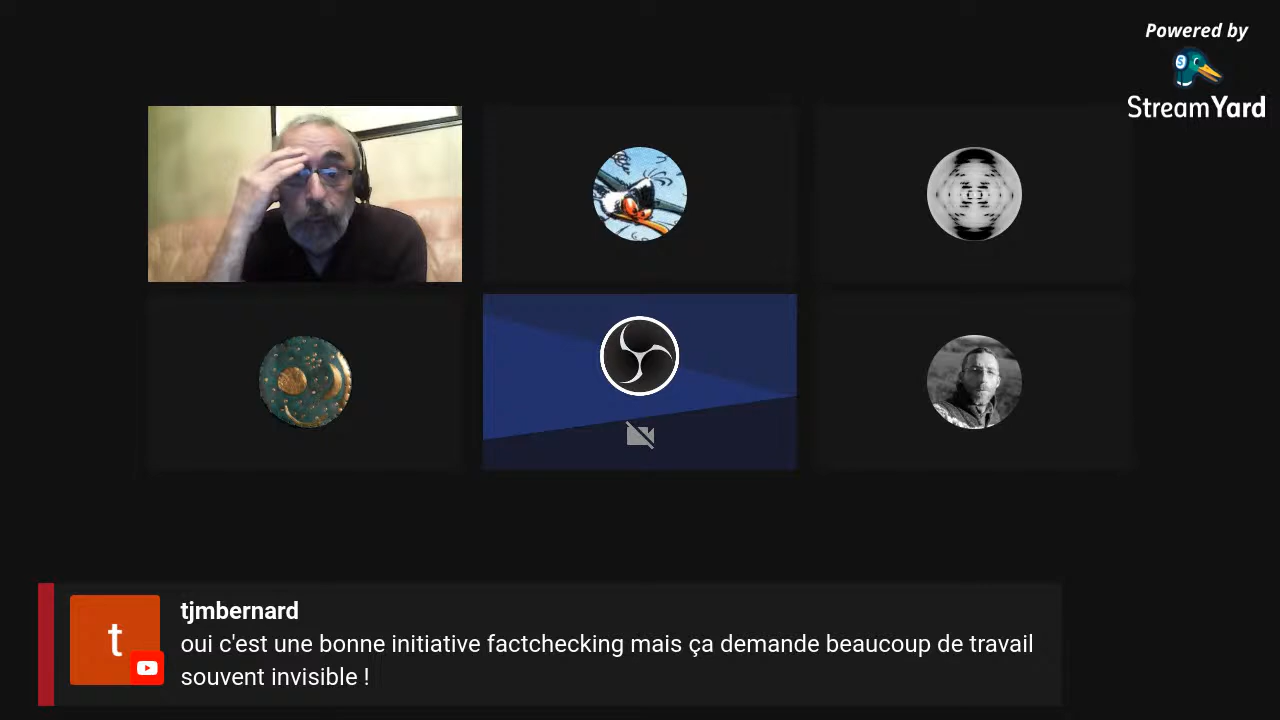 Powered by
StreamYard
tjmbernard
oui c'est une bonne initiative factchecking mais ça demande beaucoup de travail
souvent invisible !
t